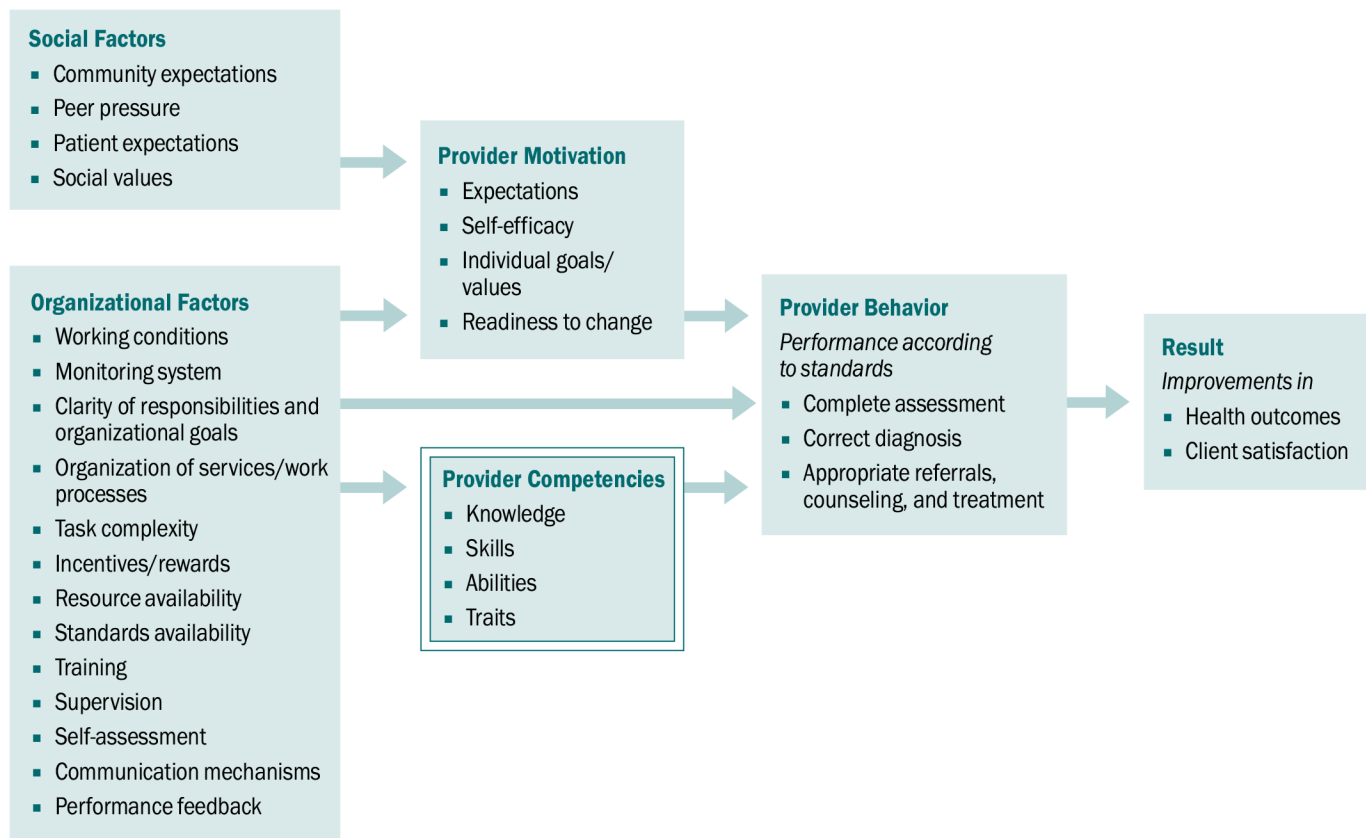 Social Factors
Community expectations
Peer pressure
Patient expectations
Social values
Organizational Factors
Working conditions
Monitoring system
Clarity of responsibilities and
organizational goals
Organization of services/work
processes
Task complexity
Incentives/rewards
Resource availability
Standards availability
Training
Supervision
Self-assessment
Communication mechanisms
Performance feedback
Provider Motivation
Expectations
Self-efficacy
Individual goals/
values
Readiness to change
Provider Competencies
Knowledge
Skills
Abilities
Traits
Provider Behavior
Performance according
to standards
Complete assessment
Correct diagnosis
Appropriate referrals,
counseling, and treatment
Result
Improvements in
Health outcomes
Client satisfaction